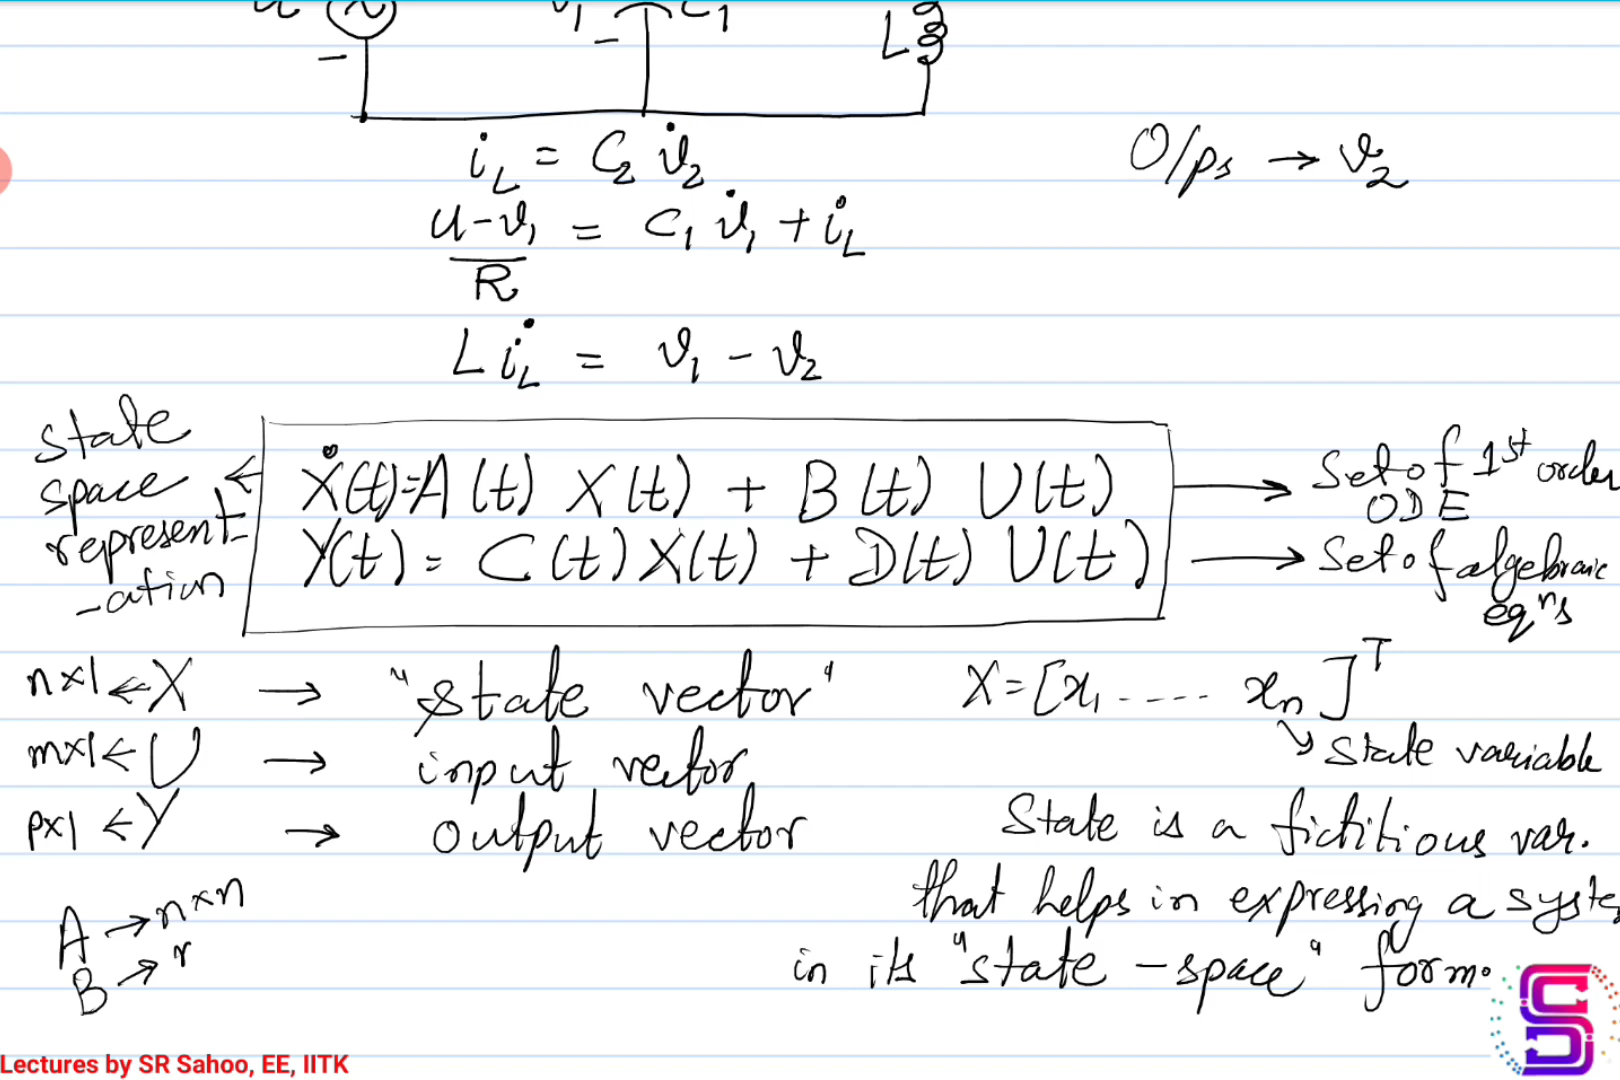 u v₁ C₁
− − L
i_L = C₂ v̇₂ O/ps → v₂
(u − v₁)/R = C₁ v̇₁ + i_L
L i̇_L = v₁ − v₂
state space represent-ation ← Ẋ(t) = A(t) X(t) + B(t) U(t) → Set of 1st order ODE
Y(t) = C(t) X(t) + D(t) U(t) → Set of algebraic eqⁿs
n×1 ← X → "state vector" X = [x₁ ..... xₙ]ᵀ
↘ State variable
m×1 ← U → input vector
p×1 ← Y → output vector
State is a fictitious var.
that helps in expressing a syste
in its "state-space" form.
A → n×n
B → r
Lectures by SR Sahoo, EE, IITK